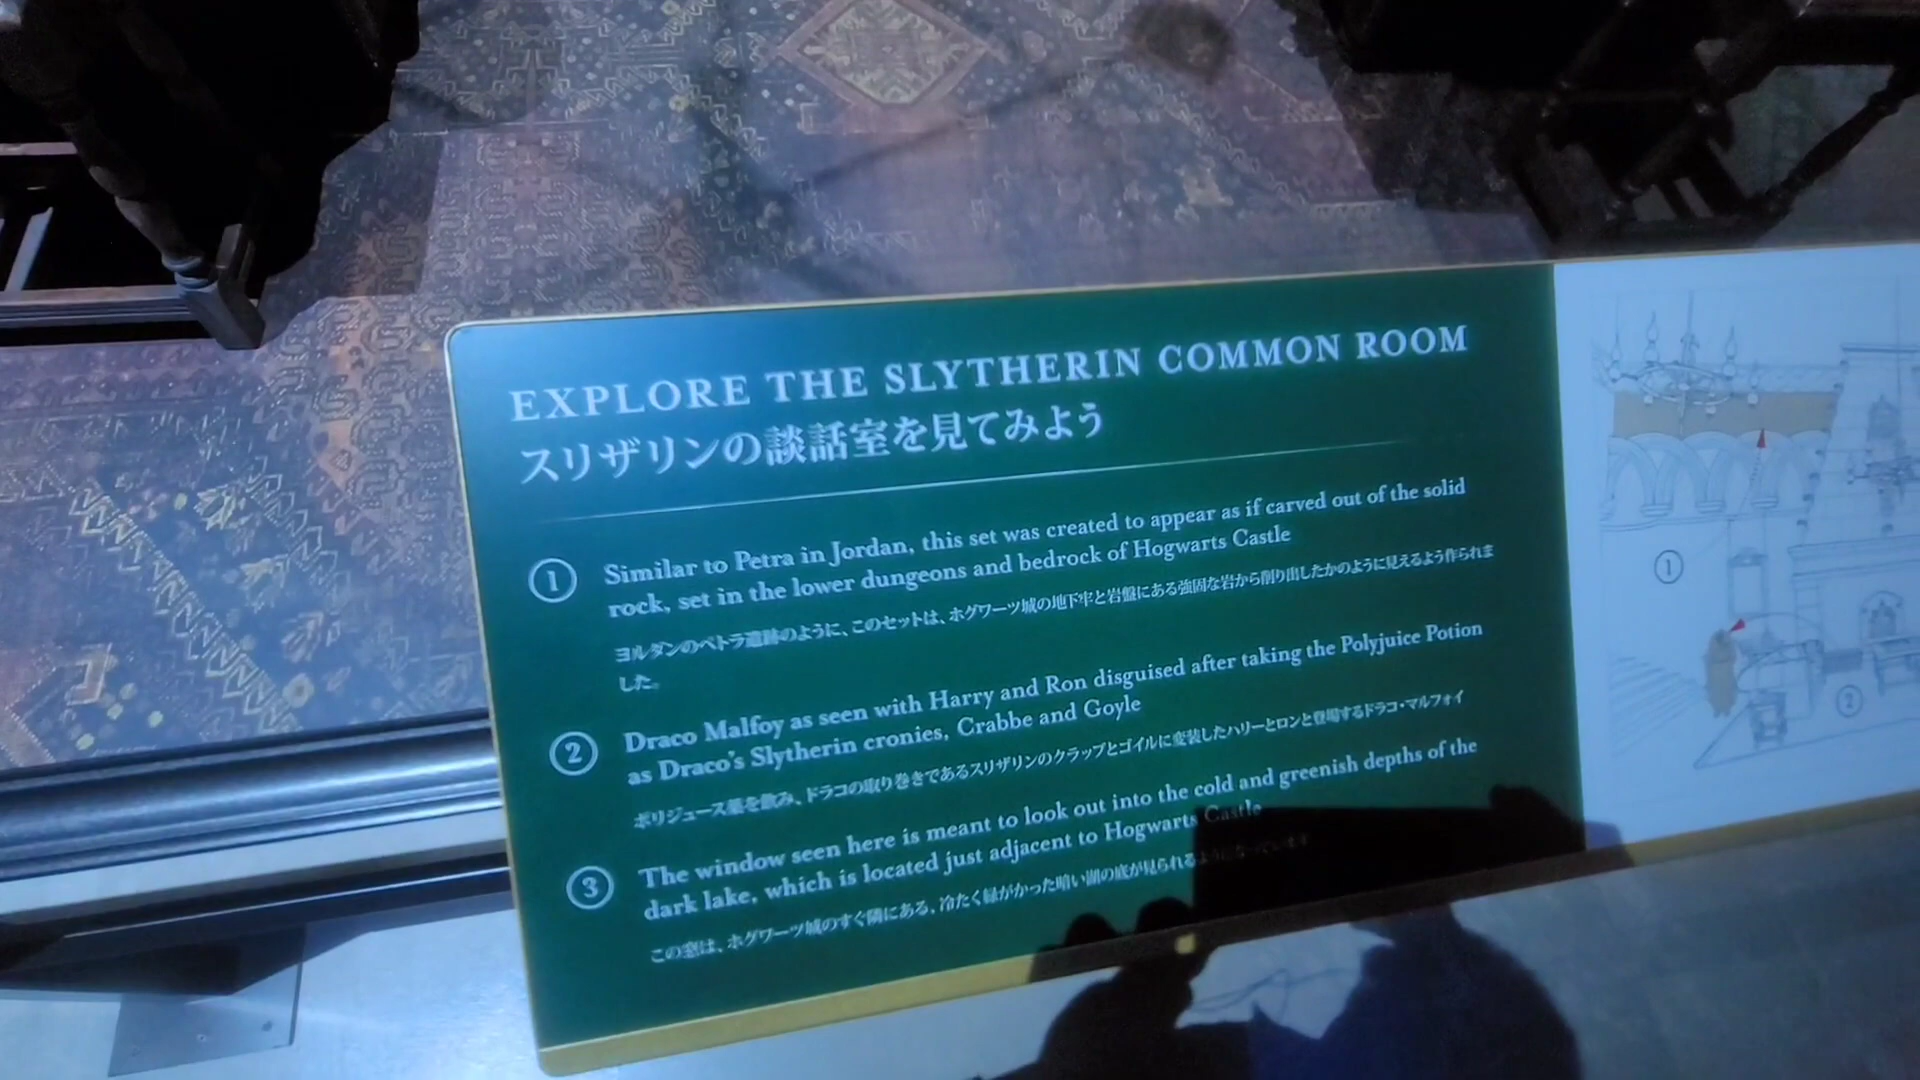 EXPLORE THE SLYTHERIN COMMON ROOM
スリザリンの談話室を見てみよう
① Similar to Petra in Jordan, this set was created to appear as if carved out of the solid
rock, set in the lower dungeons and bedrock of Hogwarts Castle
ヨルダンのペトラ遺跡のように、このセットは、ホグワーツ城の地下牢と岩盤にある強固な岩から削り出したかのように見えるよう作られま
した。
② Draco Malfoy as seen with Harry and Ron disguised after taking the Polyjuice Potion
as Draco's Slytherin cronies, Crabbe and Goyle
ポリジュース薬を飲み、ドラコの取り巻きであるスリザリンのクラッブとゴイルに変装したハリーとロンと登場するドラコ・マルフォイ
③ The window seen here is meant to look out into the cold and greenish depths of the
dark lake, which is located just adjacent to Hogwarts Castle
この窓は、ホグワーツ城のすぐ隣にある、冷たく緑がかった暗い湖の底が見られるようになっています
①
②